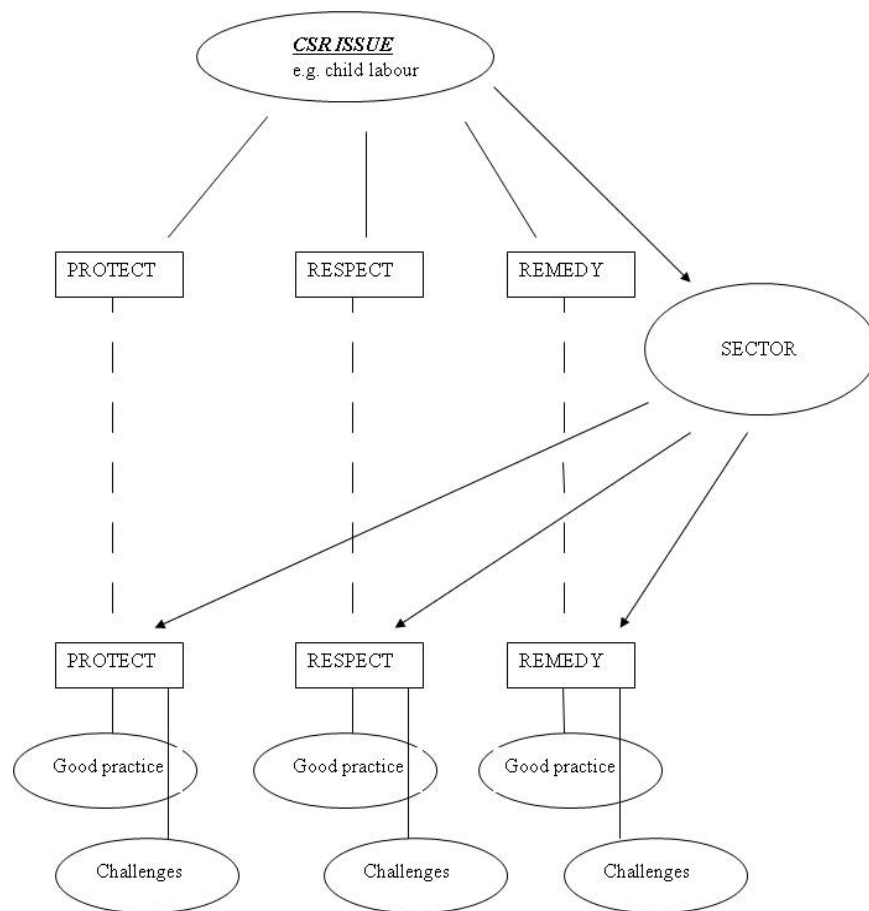 CSR ISSUE
e.g. child labour
PROTECT
RESPECT
REMEDY
SECTOR
PROTECT
RESPECT
REMEDY
Good practice
Good practice
Good practice
Challenges
Challenges
Challenges